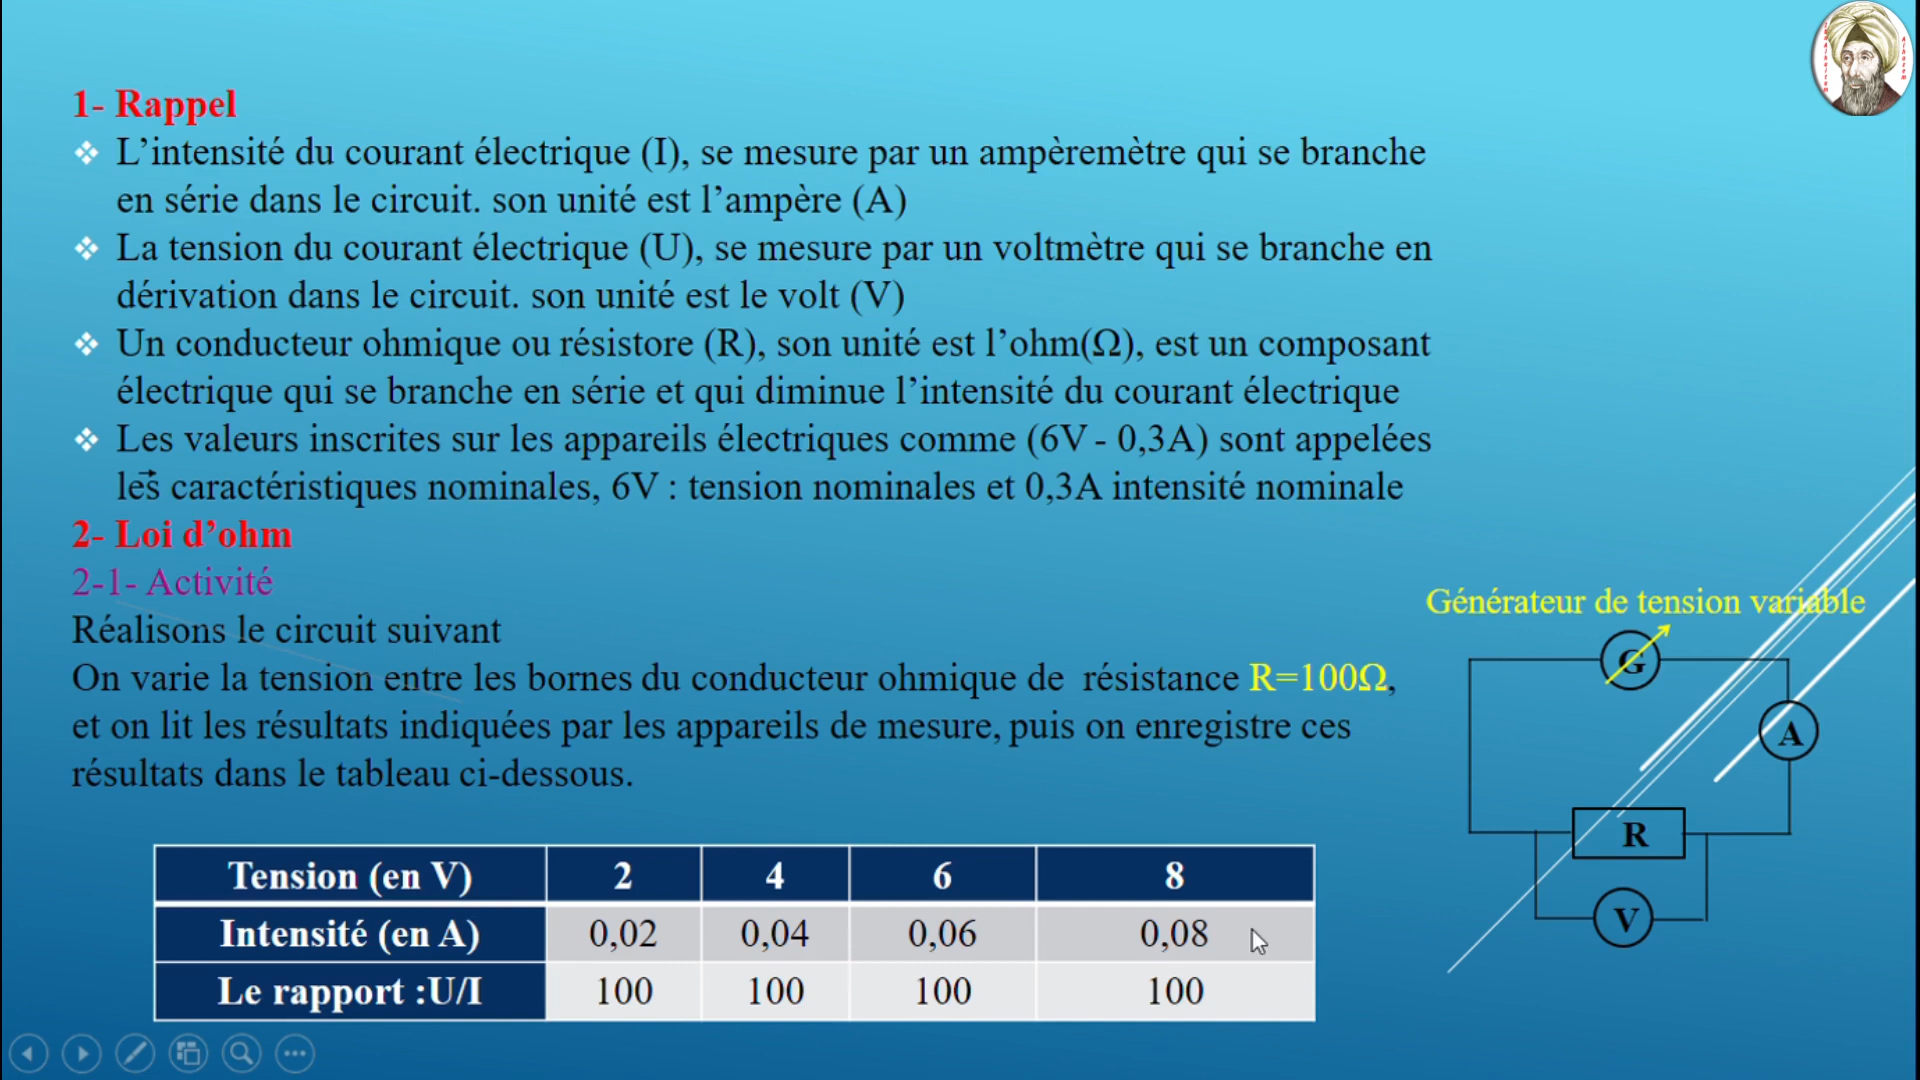 1- Rappel
❖ L’intensité du courant électrique (I), se mesure par un ampèremètre qui se branche
en série dans le circuit. son unité est l’ampère (A)
❖ La tension du courant électrique (U), se mesure par un voltmètre qui se branche en
dérivation dans le circuit. son unité est le volt (V)
❖ Un conducteur ohmique ou résistore (R), son unité est l’ohm(Ω), est un composant
électrique qui se branche en série et qui diminue l’intensité du courant électrique
❖ Les valeurs inscrites sur les appareils électriques comme (6V - 0,3A) sont appelées
les caractéristiques nominales, 6V : tension nominales et 0,3A intensité nominale
2- Loi d’ohm
2-1- Activité
Réalisons le circuit suivant
On varie la tension entre les bornes du conducteur ohmique de résistance R=100Ω,
et on lit les résultats indiquées par les appareils de mesure, puis on enregistre ces
résultats dans le tableau ci-dessous.
Générateur de tension variable
G
A
R
V
Tension (en V) 2 4 6 8
Intensité (en A) 0,02 0,04 0,06 0,08
Le rapport :U/I 100 100 100 100